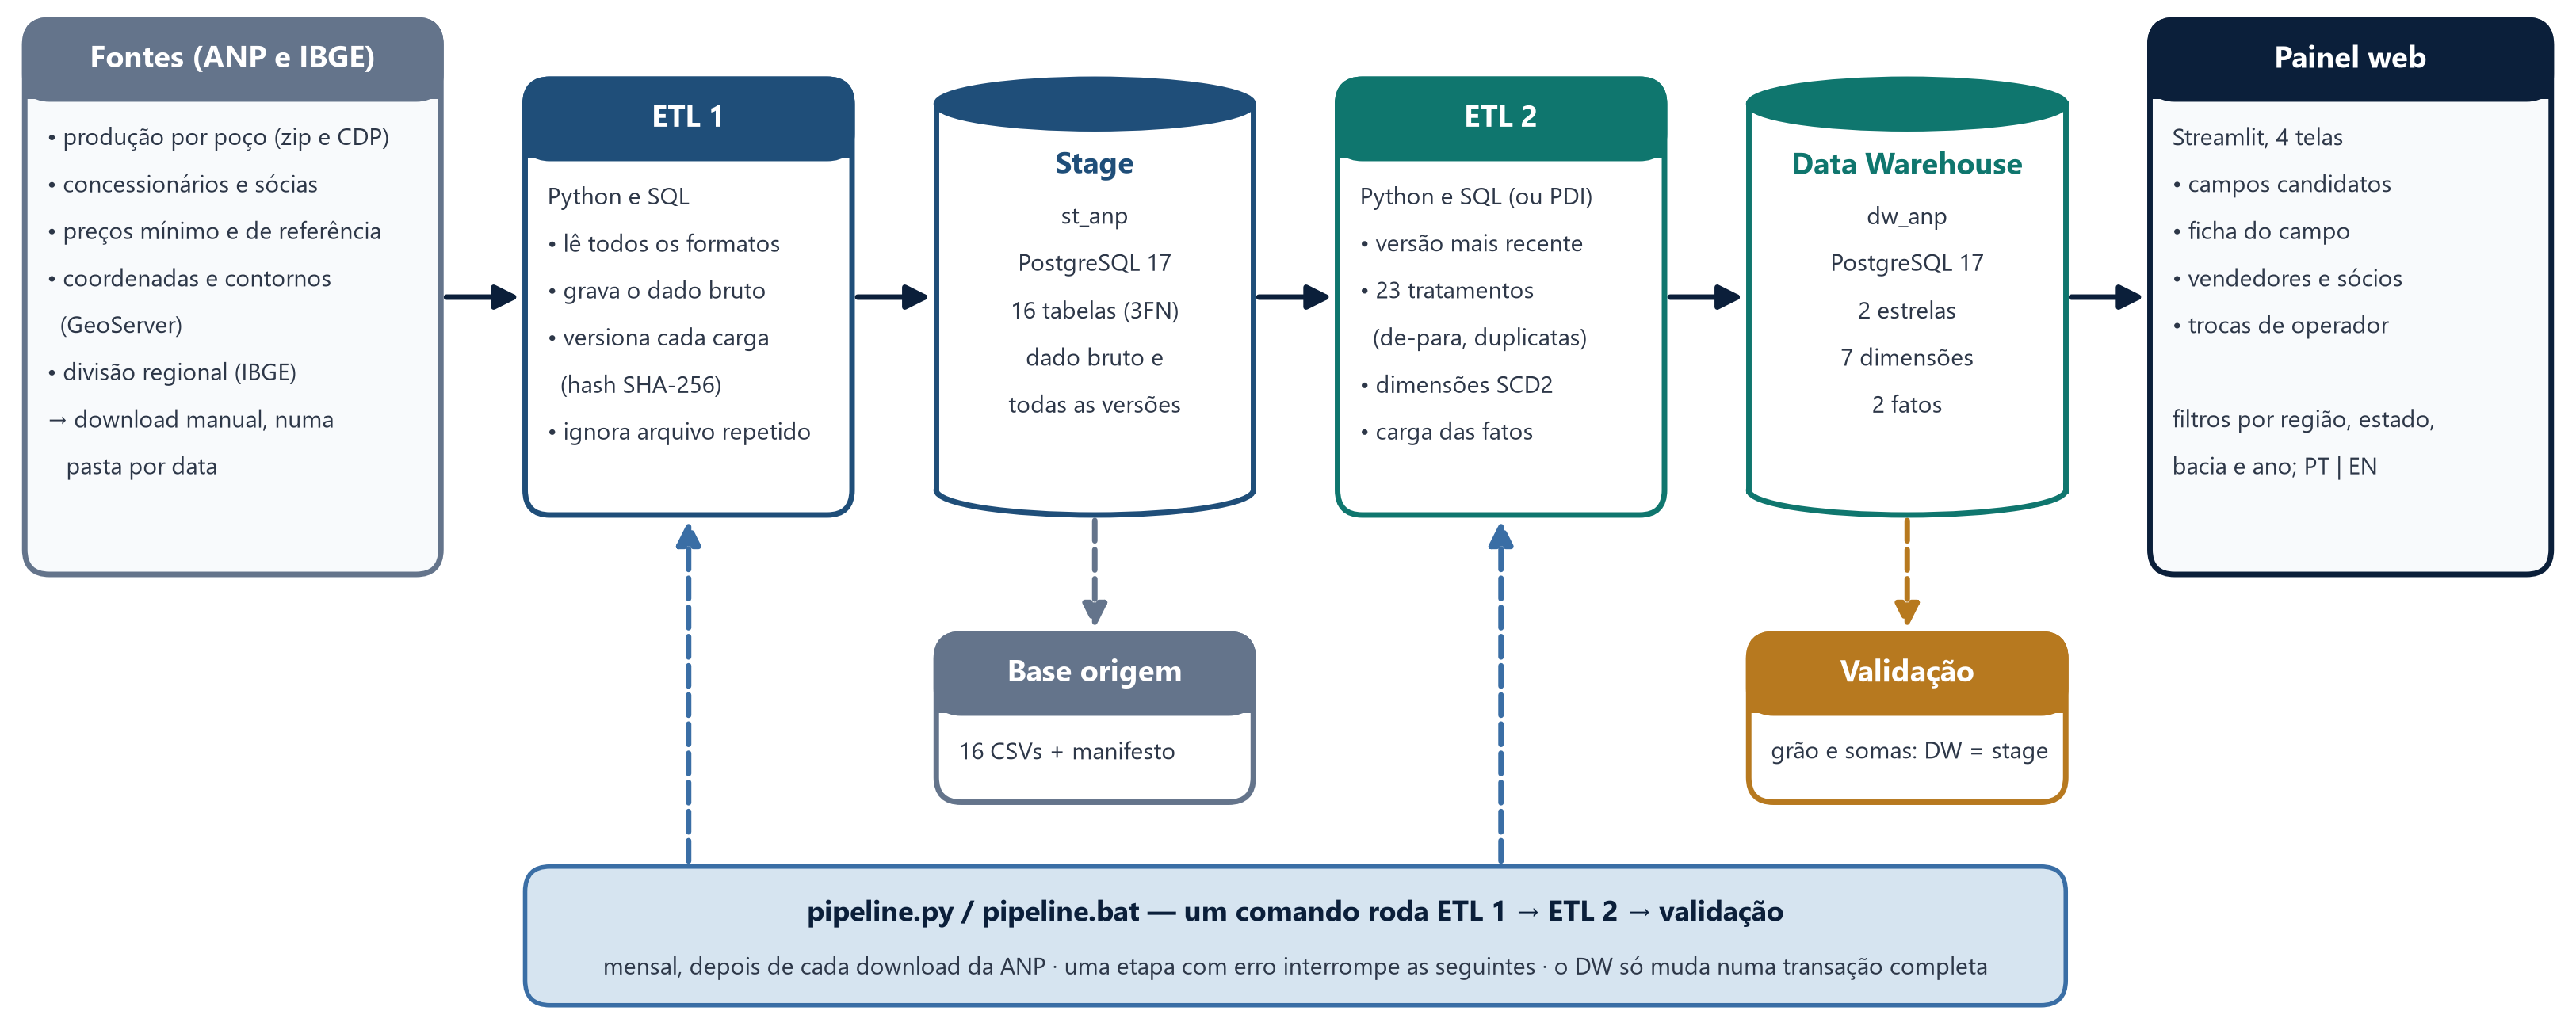 Fontes (ANP e IBGE)
• produção por poço (zip e CDP)
• concessionários e sócias
• preços mínimo e de referência
• coordenadas e contornos
(GeoServer)
• divisão regional (IBGE)
→ download manual, numa
pasta por data
ETL 1
Python e SQL
• lê todos os formatos
• grava o dado bruto
• versiona cada carga
(hash SHA-256)
• ignora arquivo repetido
Stage
st_anp
PostgreSQL 17
16 tabelas (3FN)
dado bruto e
todas as versões
ETL 2
Python e SQL (ou PDI)
• versão mais recente
• 23 tratamentos
(de-para, duplicatas)
• dimensões SCD2
• carga das fatos
Data Warehouse
dw_anp
PostgreSQL 17
2 estrelas
7 dimensões
2 fatos
Painel web
Streamlit, 4 telas
• campos candidatos
• ficha do campo
• vendedores e sócios
• trocas de operador
filtros por região, estado,
bacia e ano; PT | EN
Base origem
16 CSVs + manifesto
Validação
grão e somas: DW = stage
pipeline.py / pipeline.bat — um comando roda ETL 1 → ETL 2 → validação
mensal, depois de cada download da ANP · uma etapa com erro interrompe as seguintes · o DW só muda numa transação completa